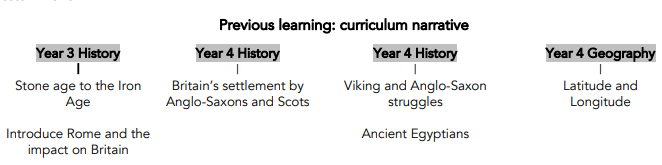 Previous learning: curriculum narrative
Year 3 History
Stone age to the Iron
Age
Introduce Rome and the
impact on Britain
Year 4 History
Britain's settlement by
Anglo-Saxons and Scots
Year 4 History
Viking and Anglo-Saxon
struggles
Ancient Egyptians
Year 4 Geography
Latitude and
Longitude